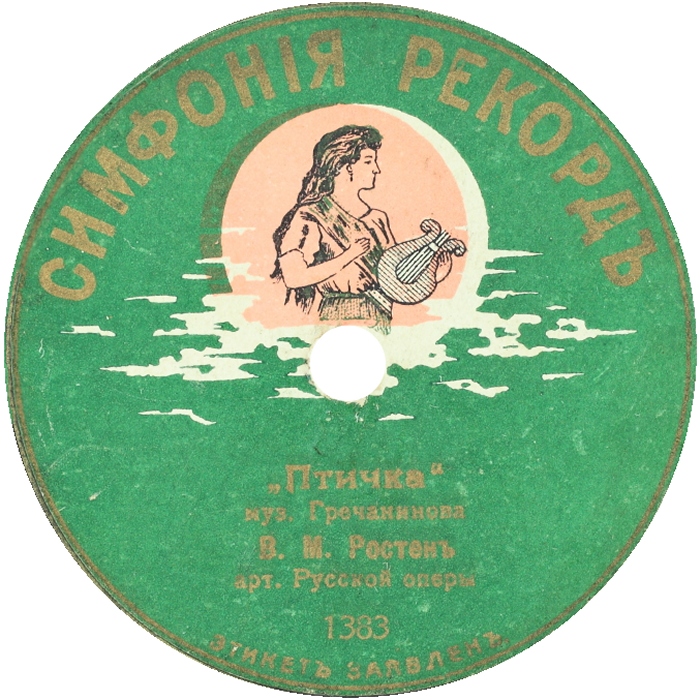 СИМФОНІЯ РЕКОРДЪ
„Птичка“
муз. Гречанинова
В. М. Ростенъ
арт. Русской оперы
1383
ЭТИКЕТЪ ЗАЯВЛЕНЪ